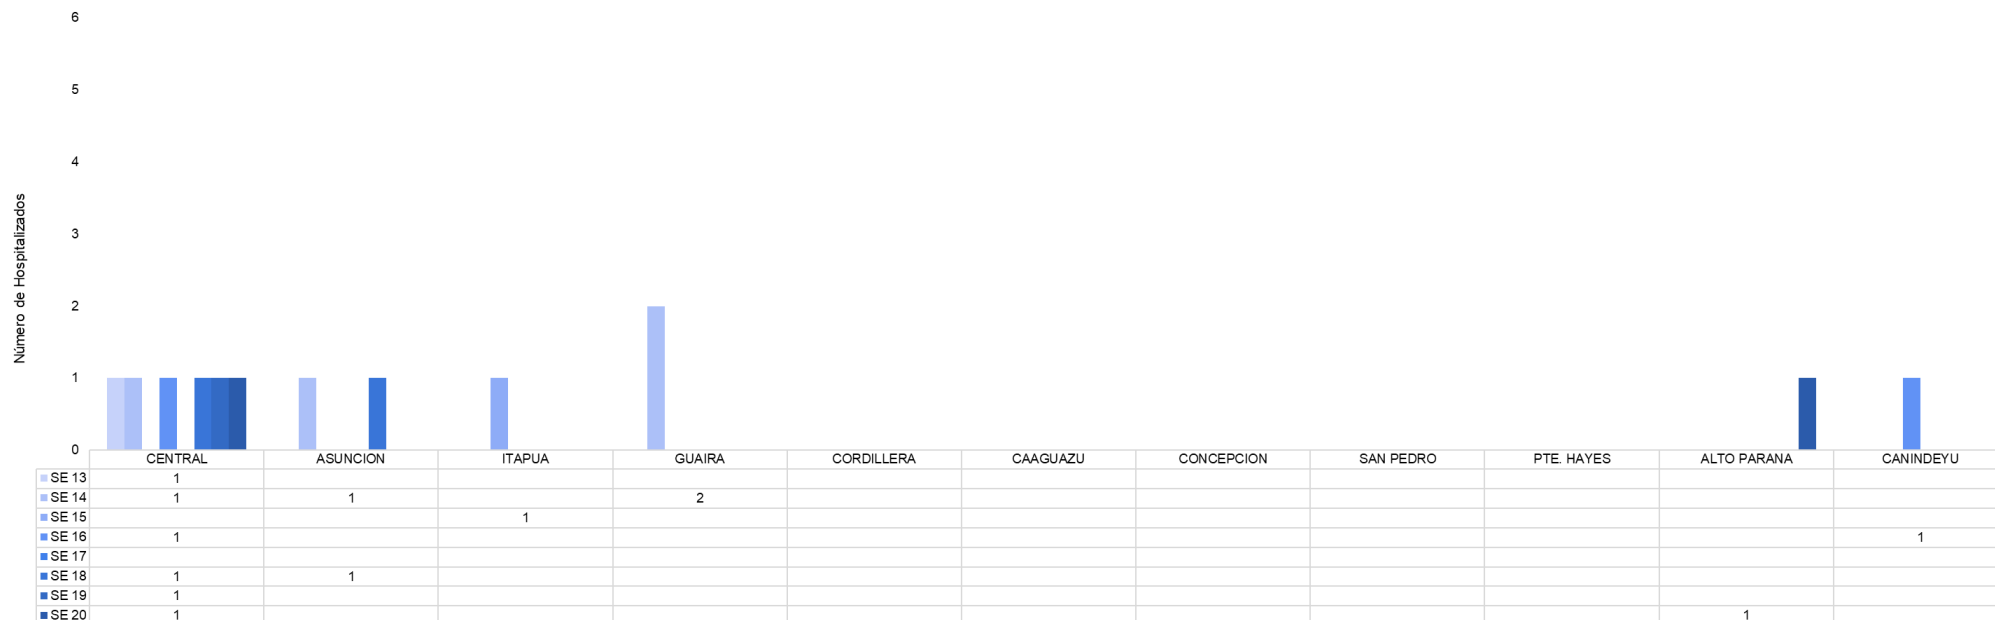 6
5
4
3
2
1
0
Número de Hospitalizados
CENTRAL ASUNCION ITAPUA GUAIRA CORDILLERA CAAGUAZU CONCEPCION SAN PEDRO PTE. HAYES ALTO PARANA CANINDEYU
SE 13 1
SE 14 1 1 2
SE 15 1
SE 16 1 1
SE 17
SE 18 1 1
SE 19 1
SE 20 1 1